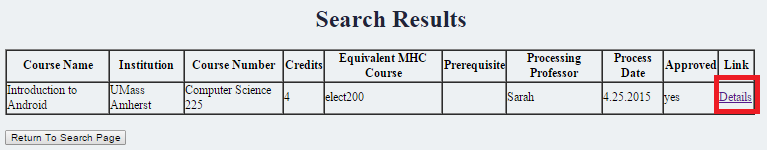 Search Results
Course Name Institution Course Number Credits Equivalent MHC Course Prerequisite Processing Professor Process Date Approved Link
Introduction to Android UMass Amherst Computer Science 225 4 elect200 Sarah 4.25.2015 yes Details
Return To Search Page